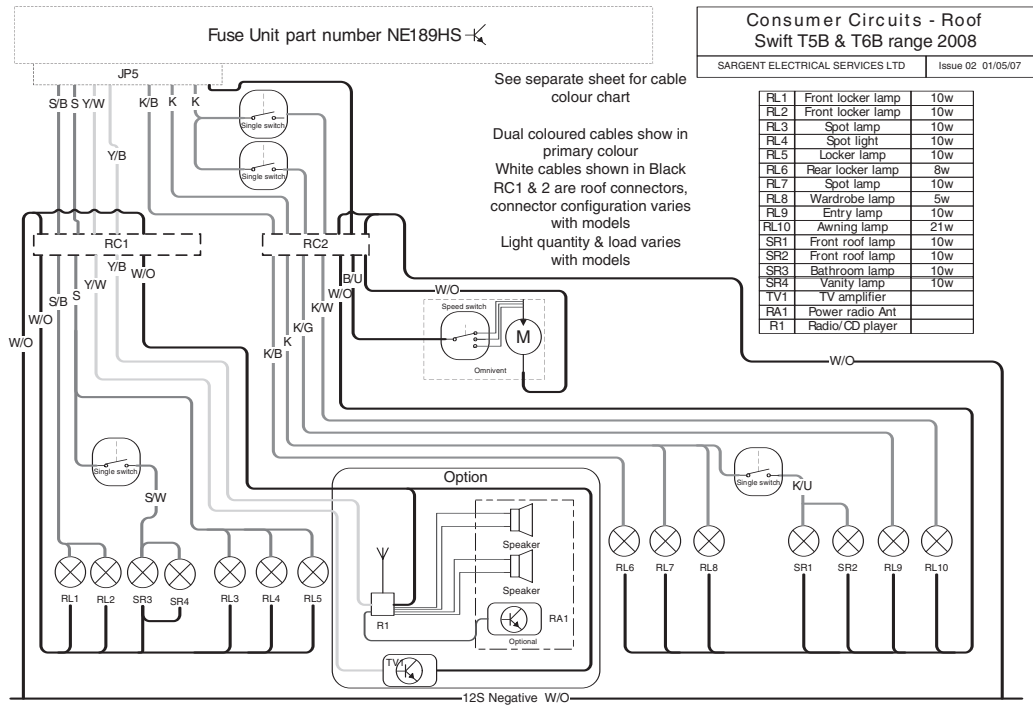 Fuse Unit part number NE189HS
JP5
Consumer Circuits - Roof
Swift T5B & T6B range 2008
SARGENT ELECTRICAL SERVICES LTD
Issue 02 01/05/07
See separate sheet for cable
colour chart
Dual coloured cables show in
primary colour
White cables shown in Black
RC1 & 2 are roof connectors,
connector configuration varies
with models
Light quantity & load varies
with models
RL1 Front locker lamp 10w
RL2 Front locker lamp 10w
RL3 Spot lamp 10w
RL4 Spot light 10w
RL5 Locker lamp 10w
RL6 Rear locker lamp 8w
RL7 Spot lamp 10w
RL8 Wardrobe lamp 5w
RL9 Entry lamp 10w
RL10 Awning lamp 21w
SR1 Front roof lamp 10w
SR2 Front roof lamp 10w
SR3 Bathroom lamp 10w
SR4 Vanity lamp 10w
TV1 TV amplifier
RA1 Power radio Ant
R1 Radio/CD player
S/B S Y/W K/B K K
Single switch
Y/B
Single switch
RC1 RC2
Y/B
W/O
Y/W
S
S/B
W/O
W/O
B/U
W/O
K/W
K/G
K
K/B
W/O
Speed switch
M
Omnivent
W/O
Single switch
S/W
Option
Single switch
K/U
Speaker
Speaker
RL1 RL2 SR3 SR4 RL3 RL4 RL5
RL6 RL7 RL8 SR1 SR2 RL9 RL10
R1
RA1
Optional
TV1
12S Negative W/O